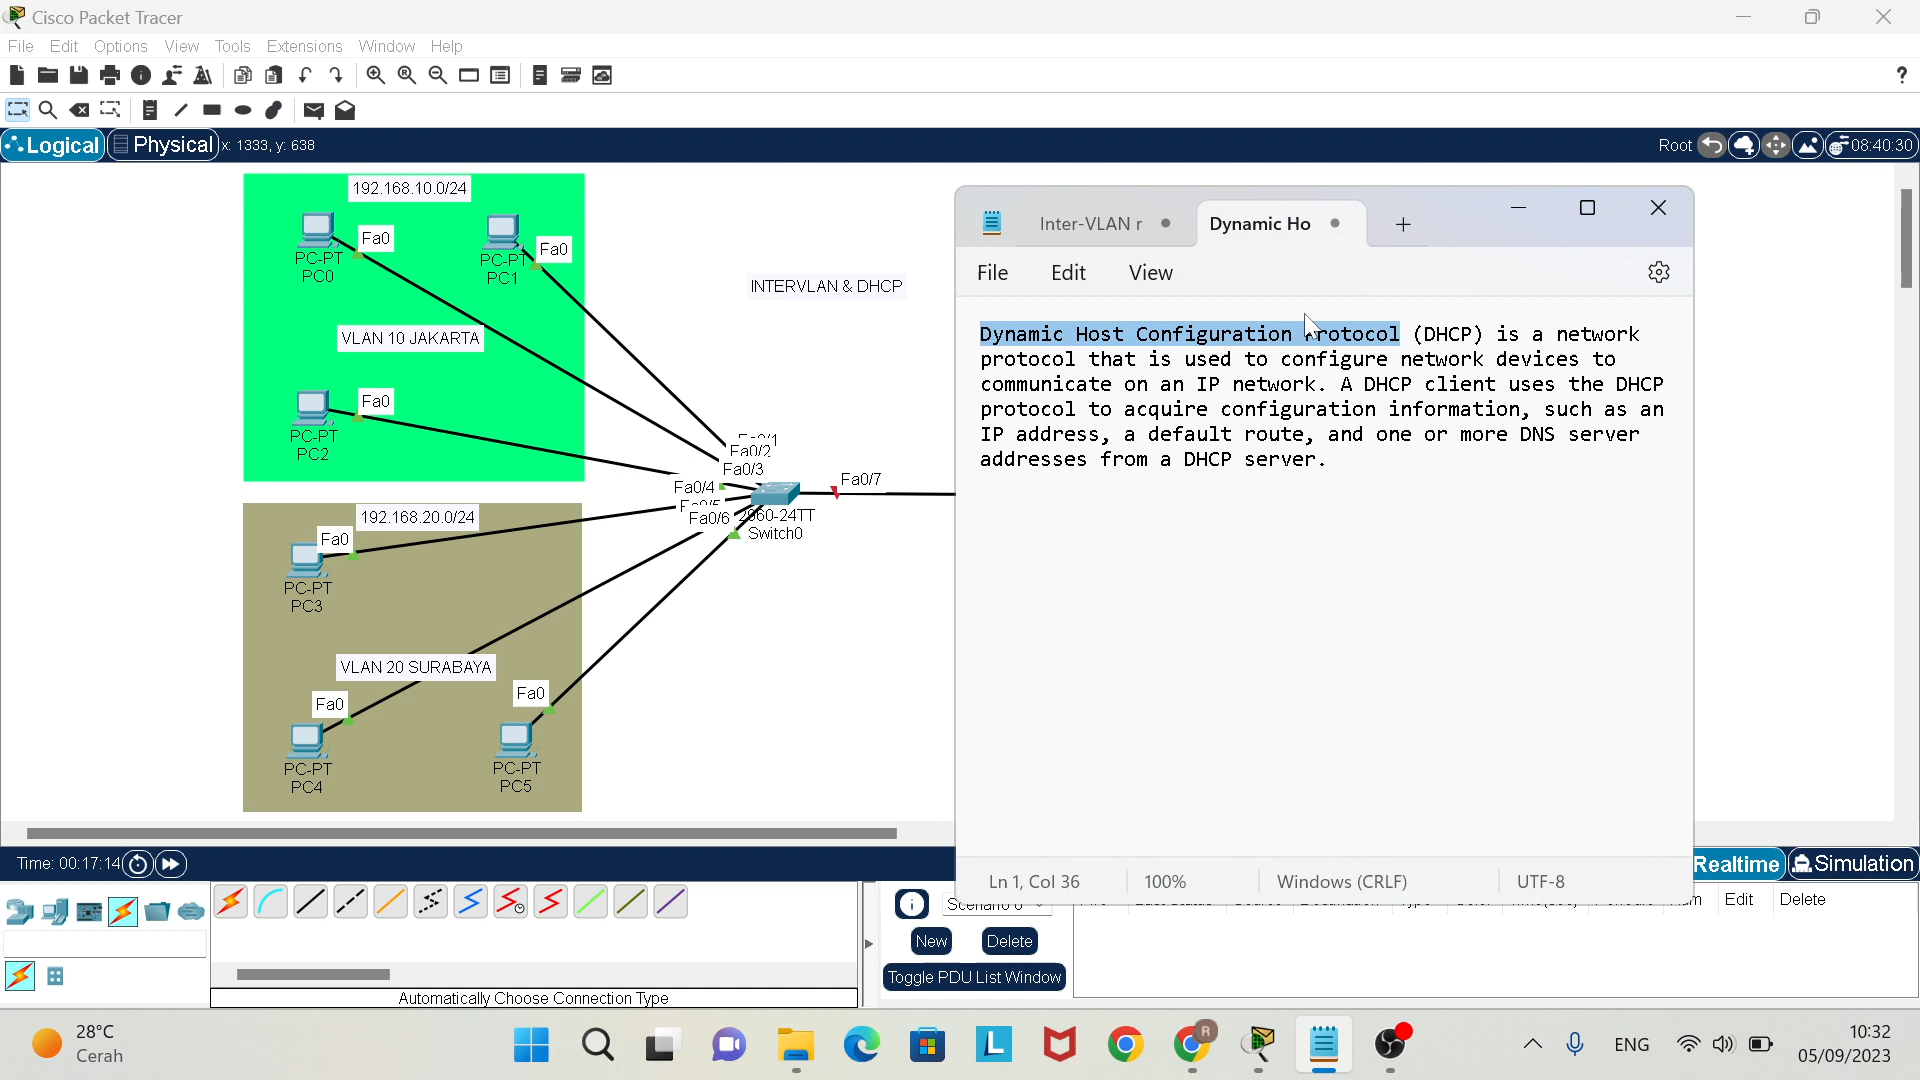 Cisco Packet Tracer
File Edit Options View Tools Extensions Window Help
?
Logical Physical x: 1333, y: 638 Root 08:40:30
192.168.10.0/24
Fa0
PC-PT
PC0
Fa0
PC-PT
PC1
VLAN 10 JAKARTA
Fa0
PC-PT
PC2
INTERVLAN & DHCP
Fa0/2
Fa0/3
Fa0/4
Fa0/6
Fa0/7
2960-24TT
Switch0
192.168.20.0/24
Fa0
PC-PT
PC3
VLAN 20 SURABAYA
Fa0
PC-PT
PC4
Fa0
PC-PT
PC5
Inter-VLAN r Dynamic Ho
File Edit View
Dynamic Host Configuration Protocol (DHCP) is a network
protocol that is used to configure network devices to
communicate on an IP network. A DHCP client uses the DHCP
protocol to acquire configuration information, such as an
IP address, a default route, and one or more DNS server
addresses from a DHCP server.
Ln 1, Col 36 100% Windows (CRLF) UTF-8
Time: 00:17:14 Realtime Simulation
Edit Delete
New Delete
Toggle PDU List Window
Automatically Choose Connection Type
28°C
Cerah
R
ENG
10:32
05/09/2023